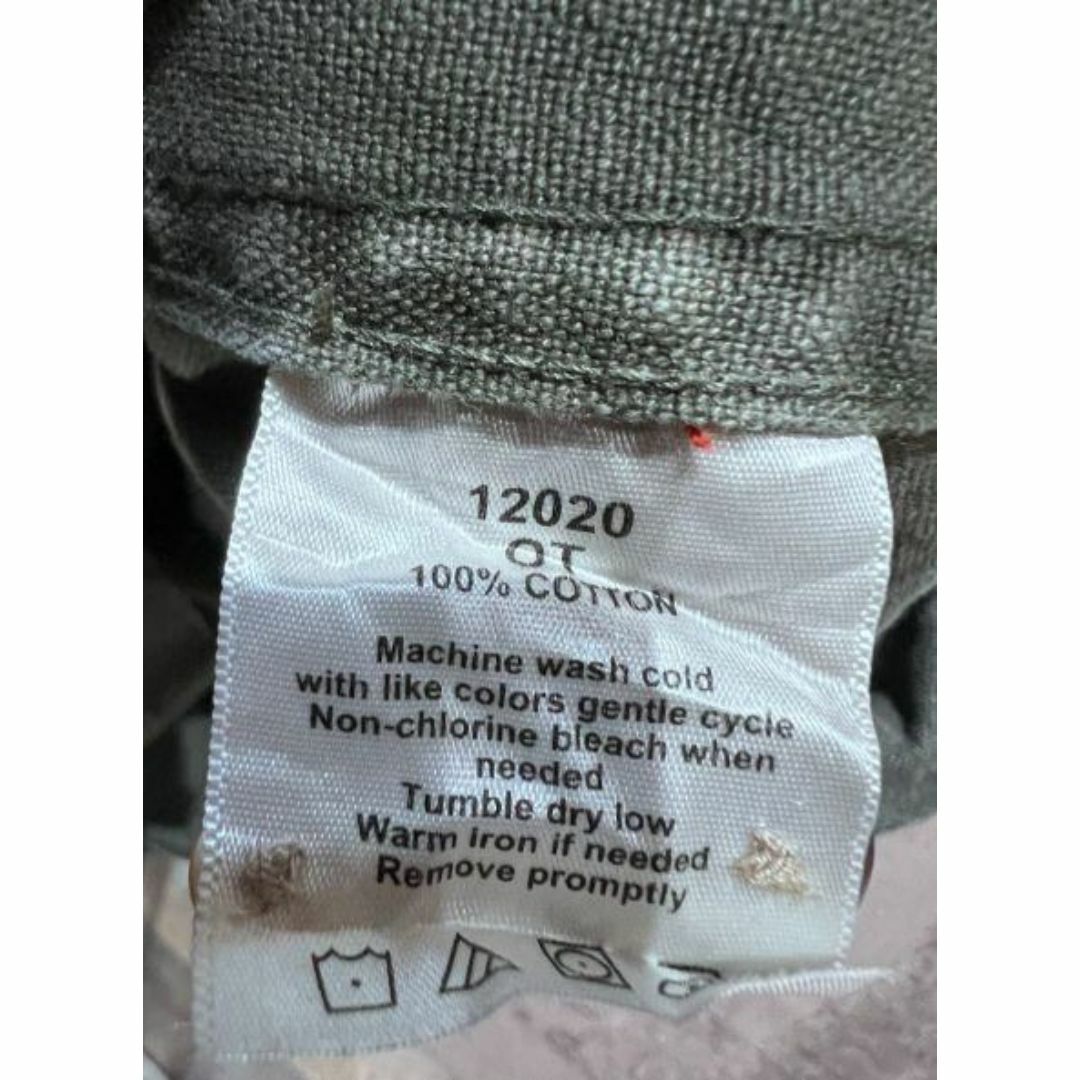 12020
OT
100% COTTON
Machine wash cold
with like colors gentle cycle
Non-chlorine bleach when
needed
Tumble dry low
Warm iron if needed
Remove promptly